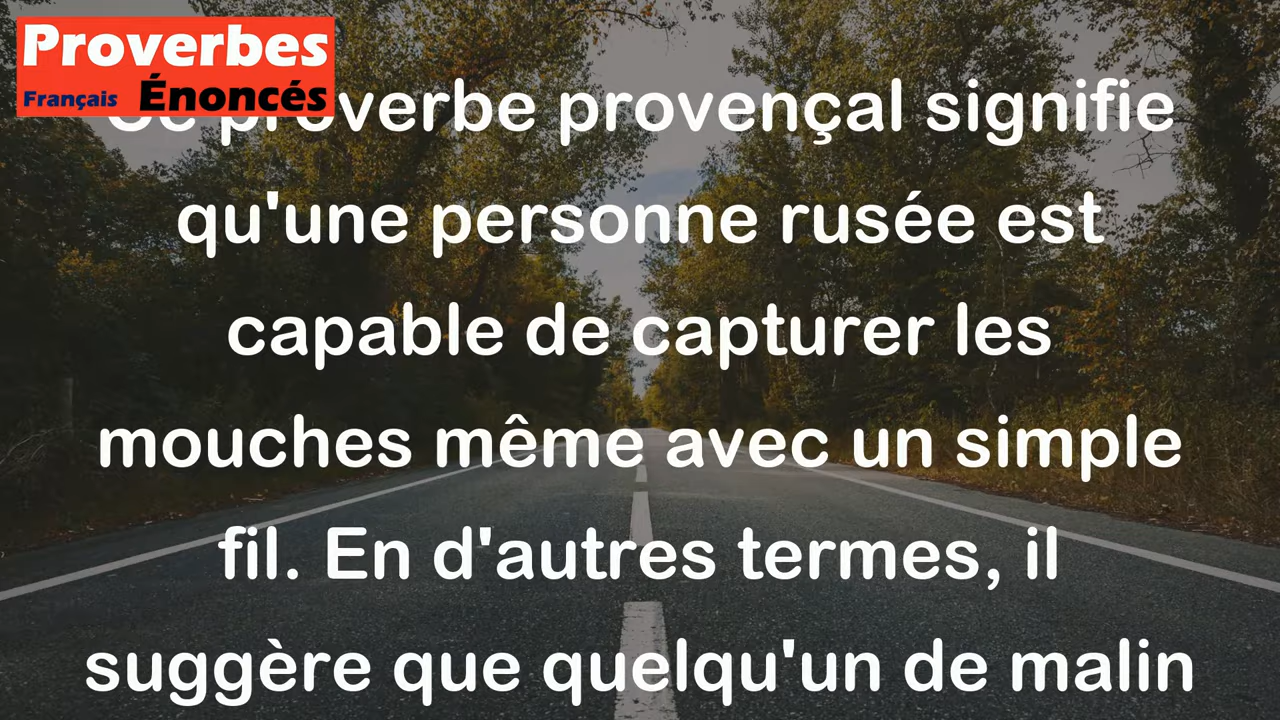 Proverbes
Français Énoncés
Ce proverbe provençal signifie
qu'une personne rusée est
capable de capturer les
mouches même avec un simple
fil. En d'autres termes, il
suggère que quelqu'un de malin